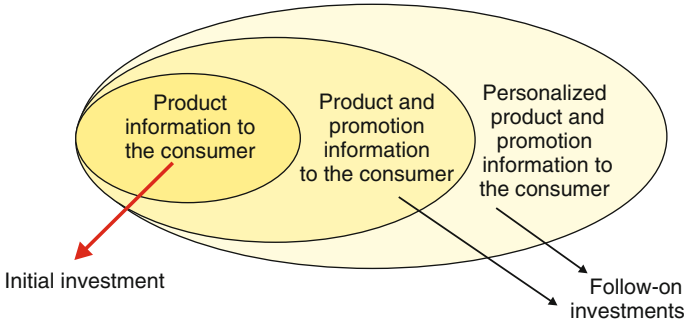 Product
information to
the consumer
Product and
promotion
information
to the consumer
Personalized
product and
promotion
information to
the consumer
Initial investment
Follow-on
investments